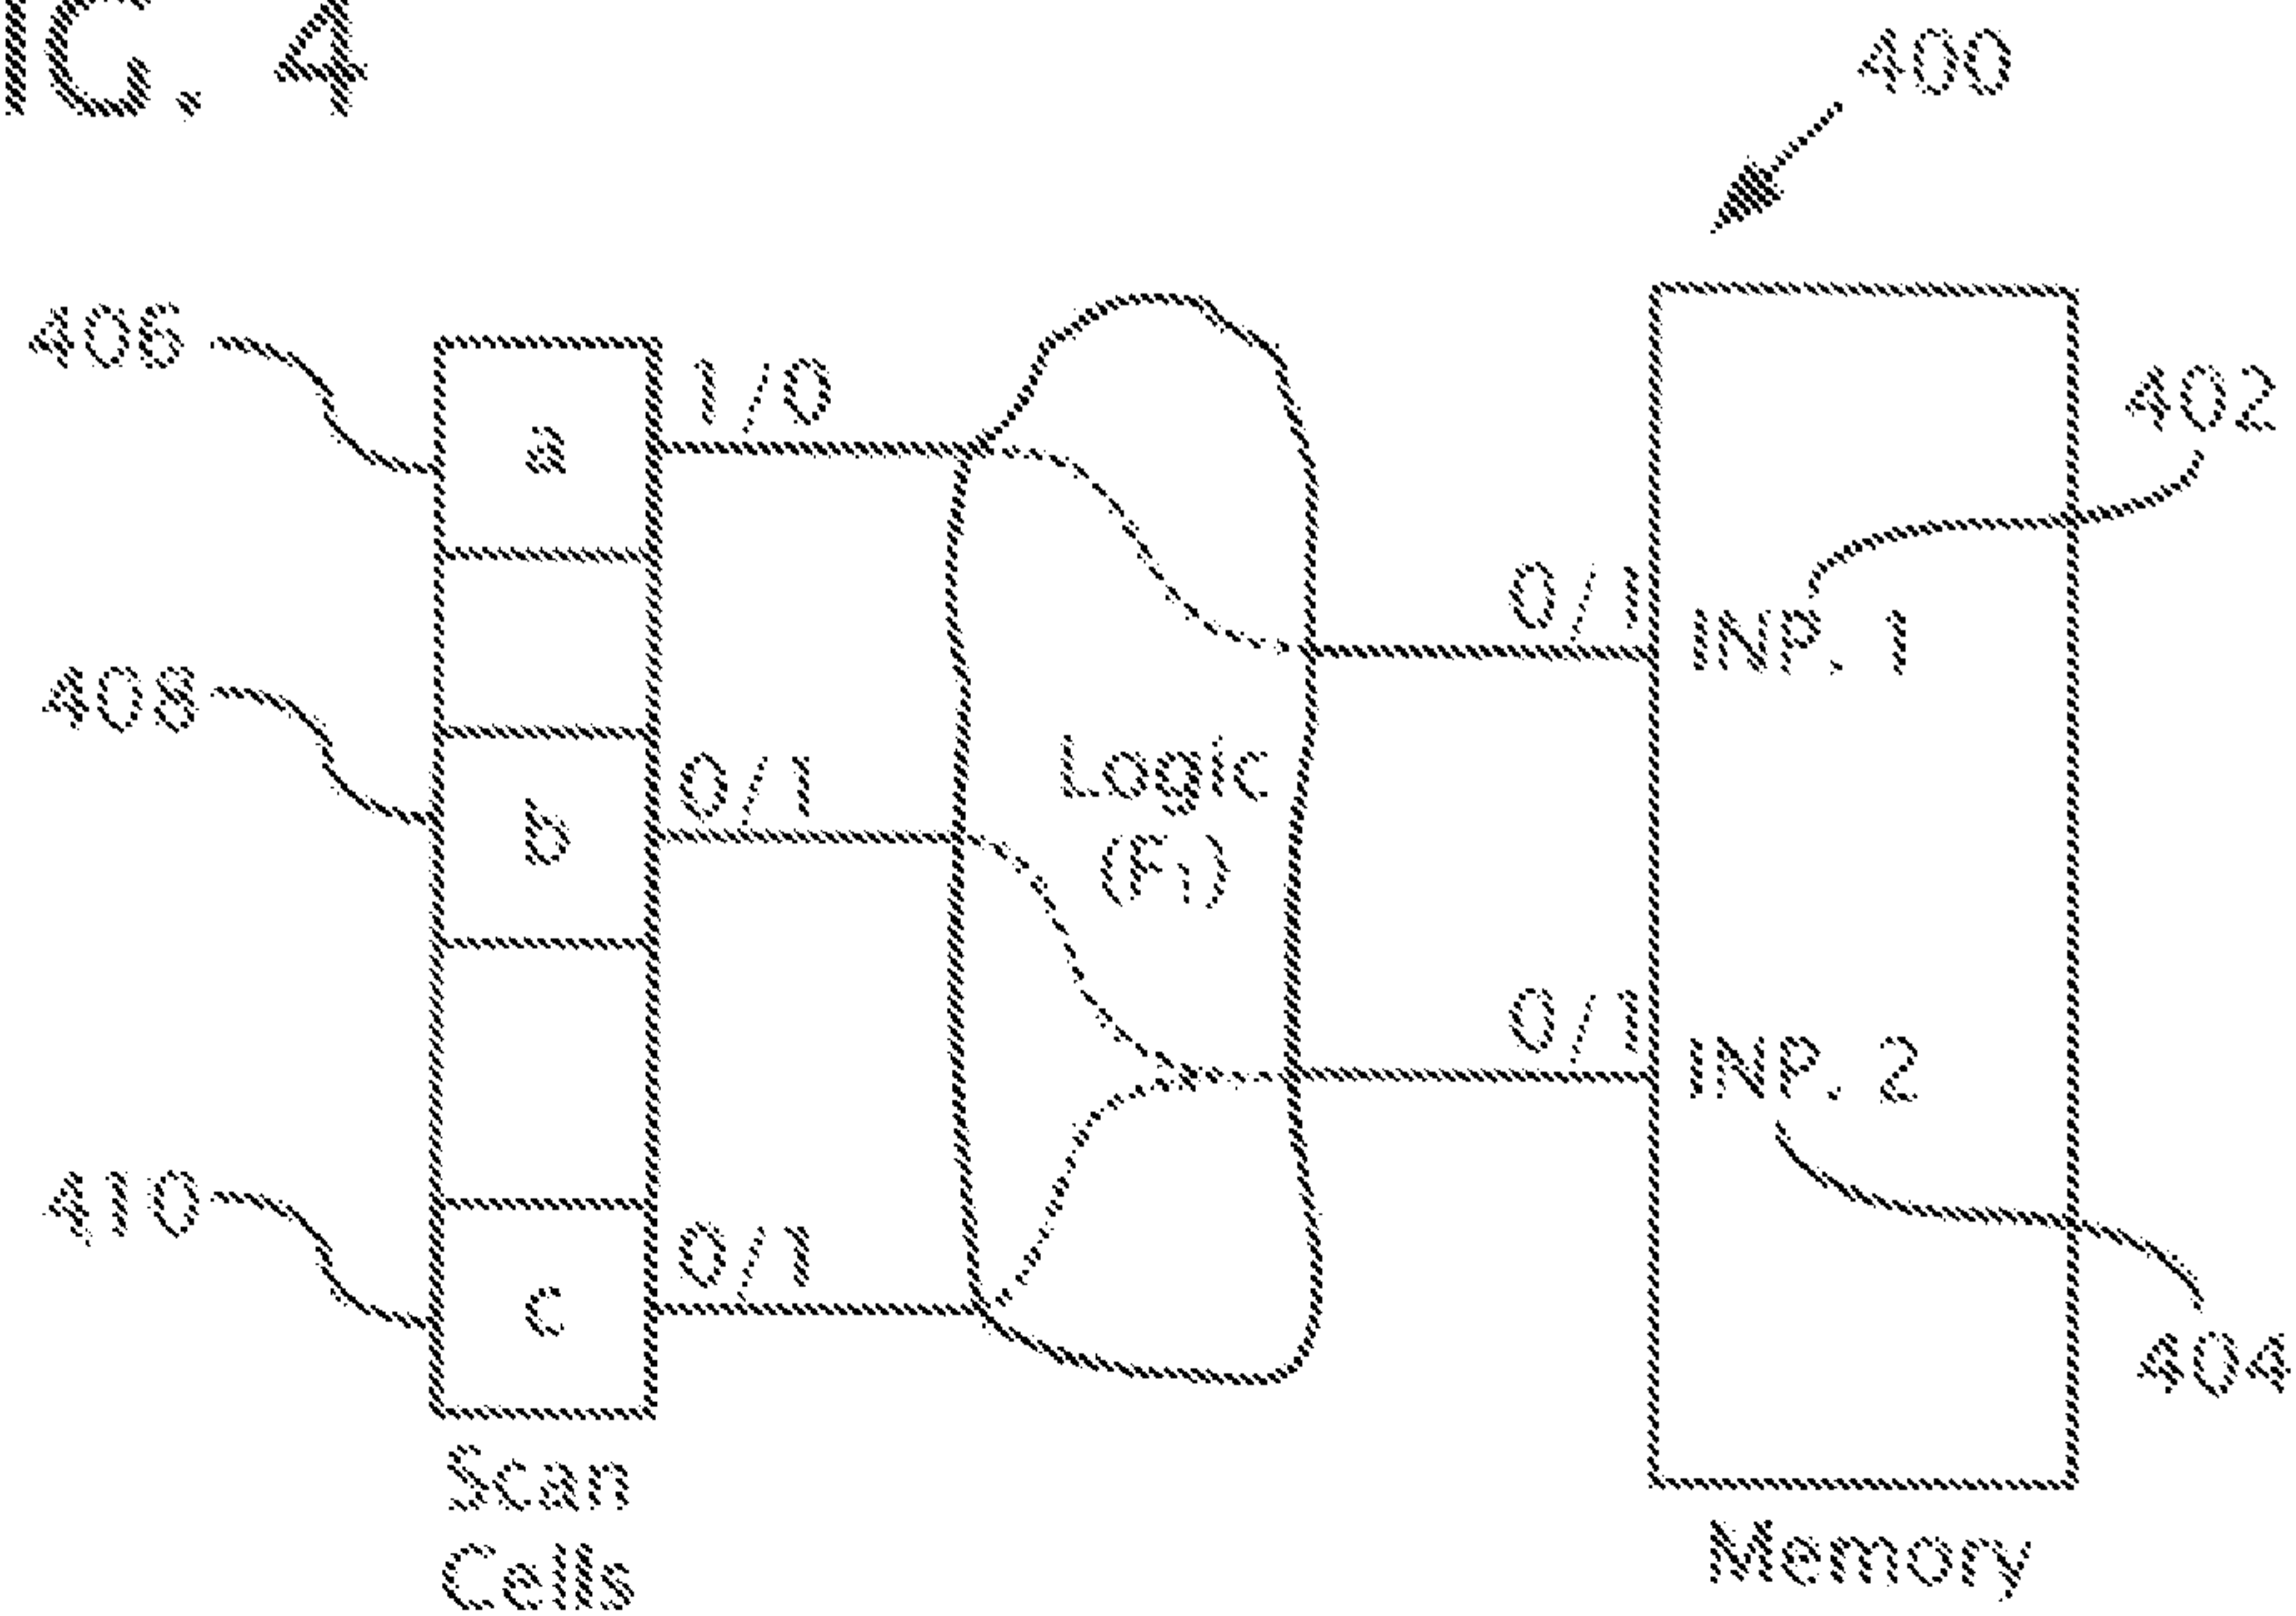 IG. 4
400
406
a
1/0
402
0/1
INP. 1
408
b
0/1
Logic
(F₁)
0/1
INP. 2
410
c
0/1
404
Scan
Cells
Memory